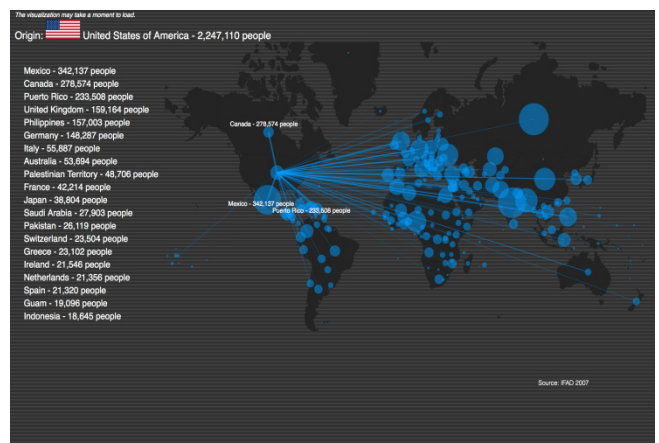 The visualization may take a moment to load.
Origin: United States of America - 2,247,110 people
Mexico - 342,137 people
Canada - 278,574 people
Puerto Rico - 233,508 people
United Kingdom - 159,164 people
Philippines - 157,003 people
Germany - 148,287 people
Italy - 55,887 people
Australia - 53,694 people
Palestinian Territory - 48,706 people
France - 42,214 people
Japan - 38,804 people
Saudi Arabia - 27,903 people
Pakistan - 26,119 people
Switzerland - 23,504 people
Greece - 23,102 people
Ireland - 21,546 people
Netherlands - 21,356 people
Spain - 21,320 people
Guam - 19,096 people
Indonesia - 18,645 people
Canada - 278,574 people
Mexico - 342,137 people
Puerto Rico - 233,508 people
Source: IFAD 2007